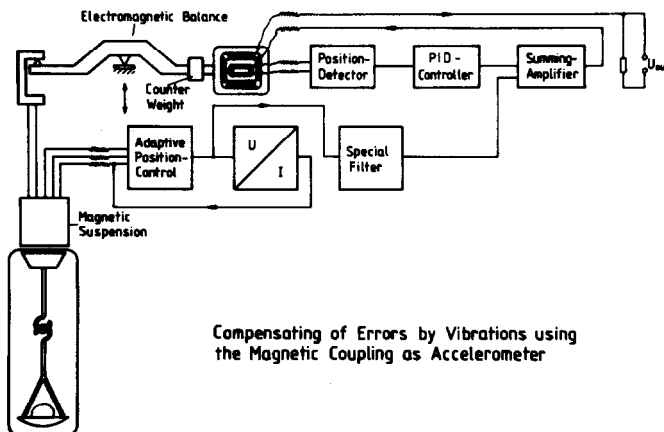 Electromagnetic Balance
Counter
Weight
Position-
Detector
PID-
Controller
Summing-
Amplifier
Adaptive
Position-
Control
U
I
Special
Filter
Magnetic
Suspension
Compensating of Errors by Vibrations using
the Magnetic Coupling as Accelerometer